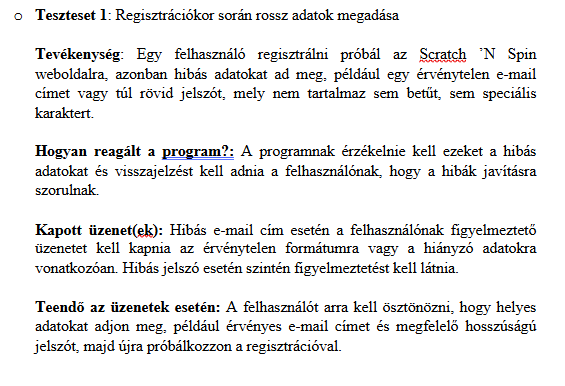 Teszteset 1: Regisztrációkor során rossz adatok megadása
Tevékenység: Egy felhasználó regisztrálni próbál az Scratch 'N Spin
weboldalra, azonban hibás adatokat ad meg, például egy érvénytelen e-mail
címet vagy túl rövid jelszót, mely nem tartalmaz sem betűt, sem speciális
karaktert.
Hogyan reagált a program?: A programnak érzékelnie kell ezeket a hibás
adatokat és visszajelzést kell adnia a felhasználónak, hogy a hibák javításra
szorulnak.
Kapott üzenet(ek): Hibás e-mail cím esetén a felhasználónak figyelmeztető
üzenetet kell kapnia az érvénytelen formátumra vagy a hiányzó adatokra
vonatkozóan. Hibás jelszó esetén szintén figyelmeztetést kell látnia.
Teendő az üzenetek esetén: A felhasználót arra kell ösztönözni, hogy helyes
adatokat adjon meg, például érvényes e-mail címet és megfelelő hosszúságú
jelszót, majd újra próbálkozzon a regisztrációval.